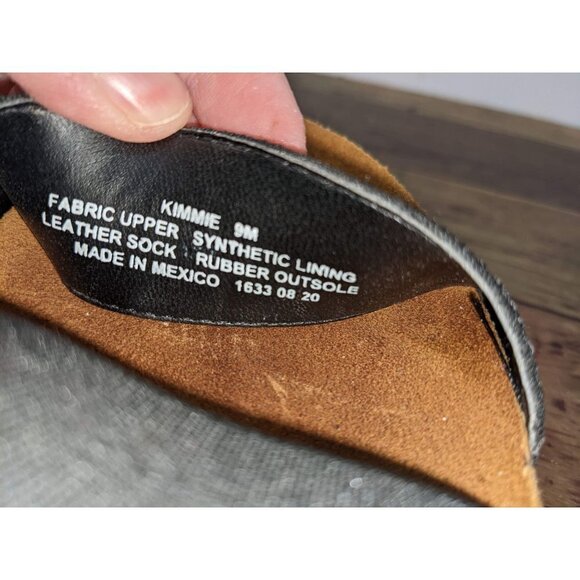 KIMMIE 9M
FABRIC UPPER SYNTHETIC LINING
LEATHER SOCK RUBBER OUTSOLE
MADE IN MEXICO 1633 08 20